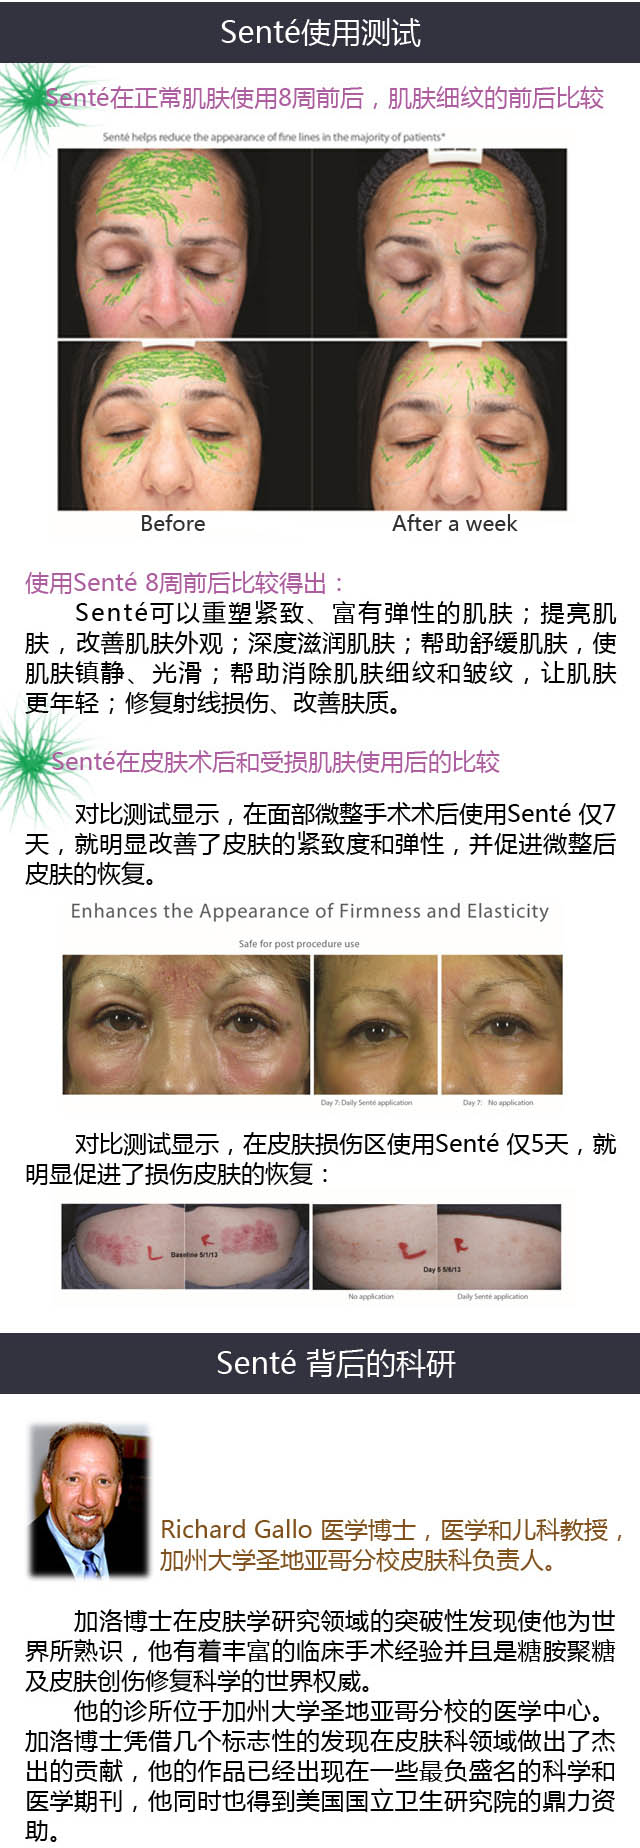 Senté使用测试
Senté在正常肌肤使用8周前后，肌肤细纹的前后比较
Senté helps reduce the appearance of fine lines in the majority of patients*
Before
After a week
使用Senté 8周前后比较得出：
Senté可以重塑紧致、富有弹性的肌肤；提亮肌
肤，改善肌肤外观；深度滋润肌肤；帮助舒缓肌肤，使
肌肤镇静、光滑；帮助消除肌肤细纹和皱纹，让肌肤
更年轻；修复射线损伤、改善肤质。
Senté在皮肤术后和受损肌肤使用后的比较
对比测试显示，在面部微整手术术后使用Senté 仅7
天，就明显改善了皮肤的紧致度和弹性，并促进微整后
皮肤的恢复。
Enhances the Appearance of Firmness and Elasticity
Safe for post procedure use
Day 7: Daily Senté application
Day 7: No application
对比测试显示，在皮肤损伤区使用Senté 仅5天，就
明显促进了损伤皮肤的恢复：
L
R
Baseline 5/1/13
L
R
Day 5 5/6/13
No application
Daily Senté application
Senté 背后的科研
Richard Gallo 医学博士，医学和儿科教授，
加州大学圣地亚哥分校皮肤科负责人。
加洛博士在皮肤学研究领域的突破性发现使他为世
界所熟识，他有着丰富的临床手术经验并且是糖胺聚糖
及皮肤创伤修复科学的世界权威。
他的诊所位于加州大学圣地亚哥分校的医学中心。
加洛博士凭借几个标志性的发现在皮肤科领域做出了杰
出的贡献，他的作品已经出现在一些最负盛名的科学和
医学期刊，他同时也得到美国国立卫生研究院的鼎力资
助。